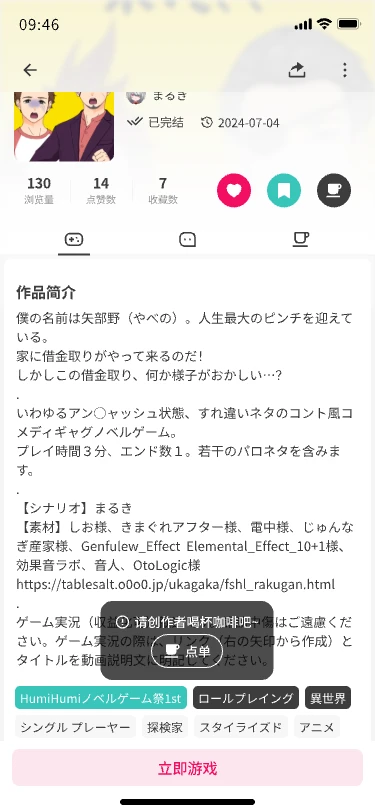 09:46
まるき
已完结 2024-07-04
130 14 7
浏览量 点赞数 收藏数
作品简介
僕の名前は矢部野（やべの）。人生最大のピンチを迎えて
いる。
家に借金取りがやって来るのだ！
しかしこの借金取り、何か様子がおかしい…？
.
いわゆるアン◯ャッシュ状態、すれ違いネタのコント風コ
メディギャグノベルゲーム。
プレイ時間３分、エンド数１。若干のパロネタを含みま
す。
.
【シナリオ】まるき
【素材】しお様、きまぐれアフター様、電中様、じゅんな
ぎ産家様、Genfulew_Effect Elemental_Effect_10+1様、
効果音ラボ、音人、OtoLogic様
https://tablesalt.o0o0.jp/ukagaka/fshl_rakugan.html
.
ゲーム実況（収益 傷はご遠慮くだ
さい。ゲーム実況の際は、リンク（右の矢印から作成）と
タイトルを動画説明文に明記してください。
请创作者喝杯咖啡吧~
点单
HumiHumiノベルゲーム祭1st ロールプレイング 異世界
シングル プレーヤー 探検家 スタイライズド アニメ
立即游戏